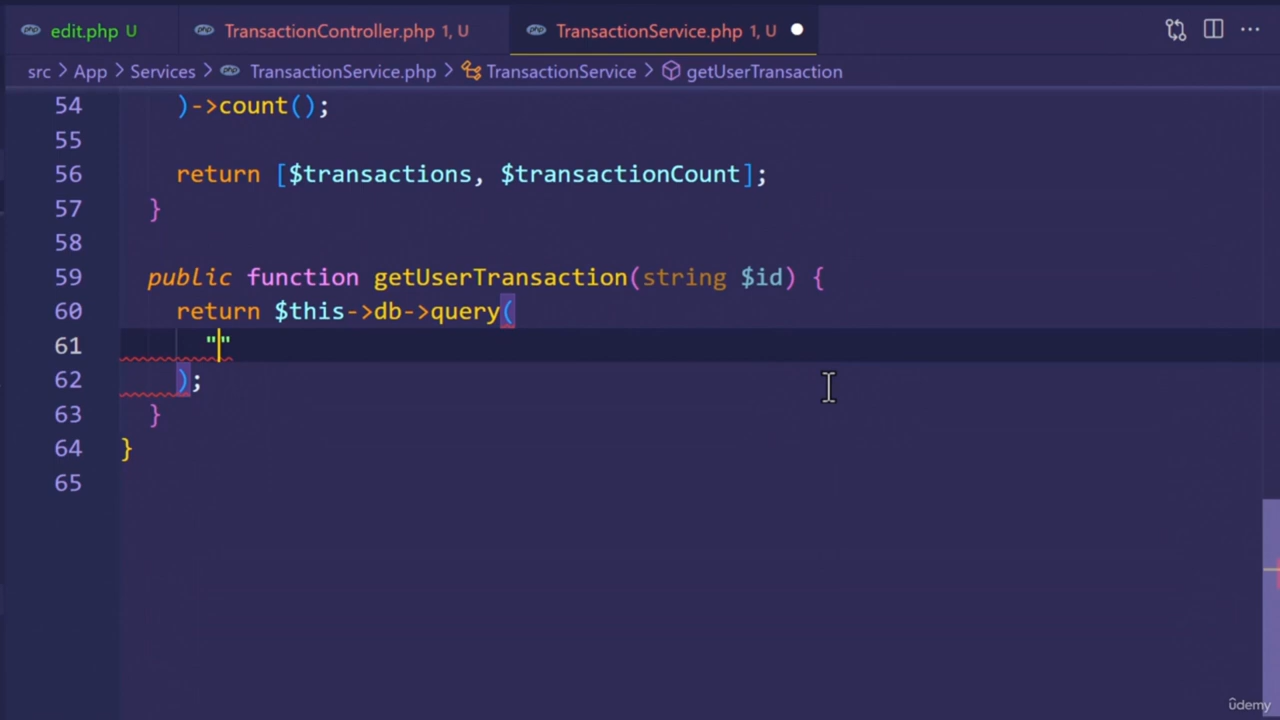 edit.php U
TransactionController.php 1, U
TransactionService.php 1, U
src > App > Services > TransactionService.php > TransactionService > getUserTransaction
54 )->count();
55
56 return [$transactions, $transactionCount];
57 }
58
59 public function getUserTransaction(string $id) {
60 return $this->db->query(
61 ""
62 );
63 }
64 }
65
ûdemy